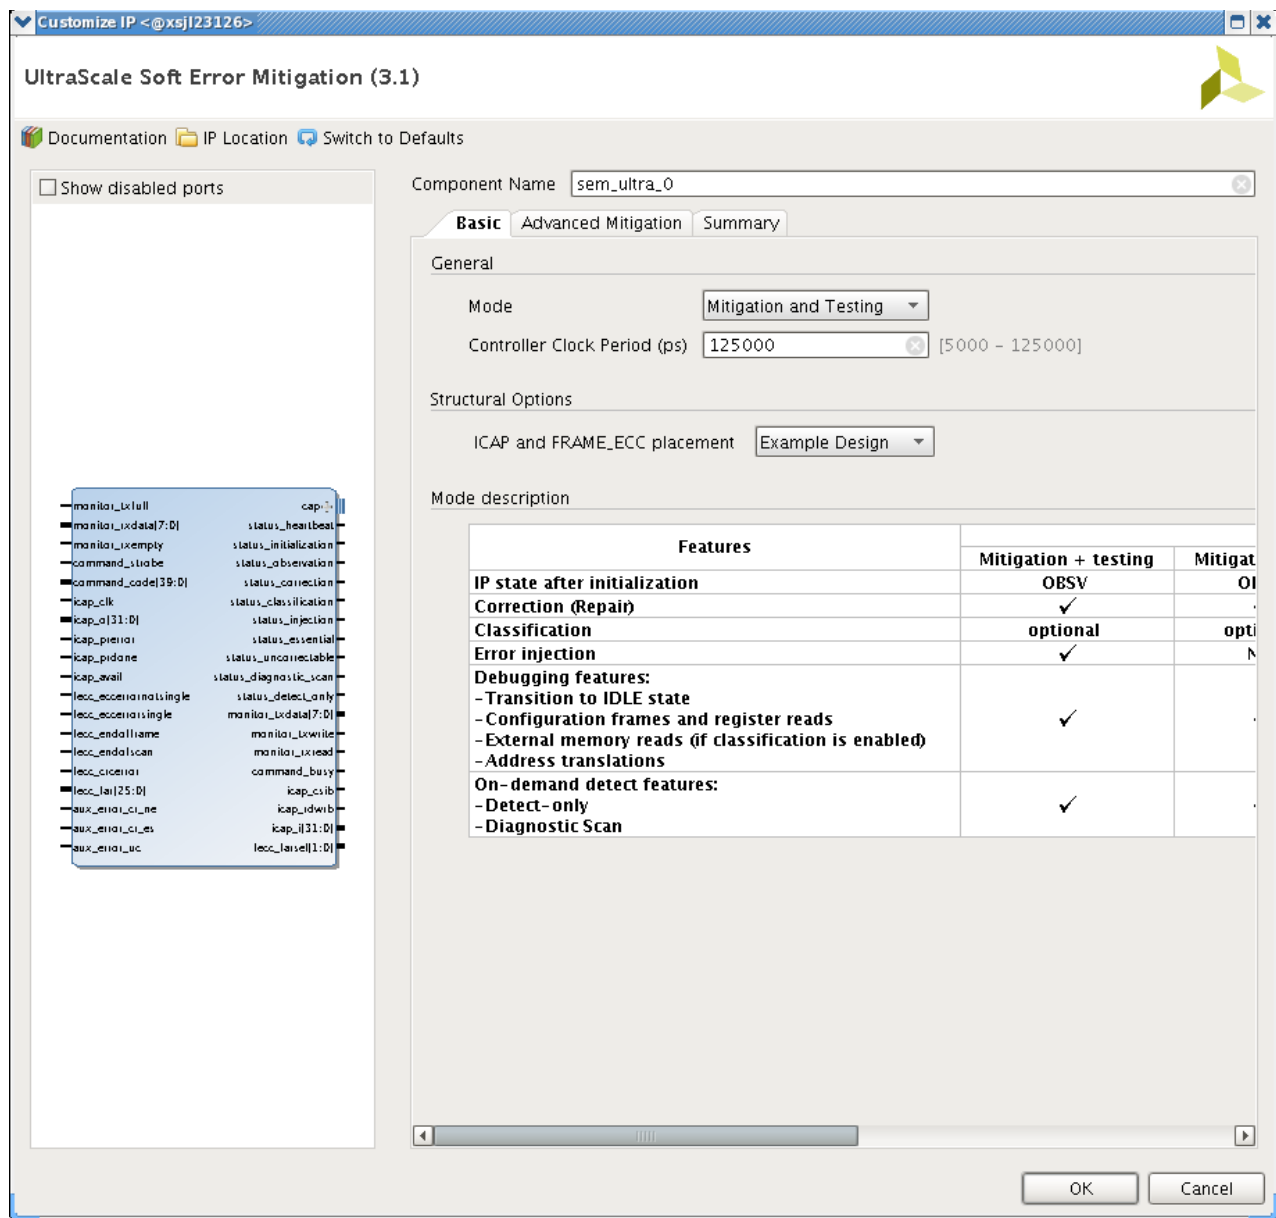 Customize IP <@xsjl23126>
UltraScale Soft Error Mitigation (3.1)
Documentation IP Location Switch to Defaults
Show disabled ports
monitor_txfull
monitor_rxdata[7:0]
monitor_rxempty
command_strobe
command_code[39:0]
icap_clk
icap_o[31:0]
icap_prerror
icap_prdone
icap_avail
fecc_eccerrornotsingle
fecc_eccerrorsingle
fecc_endofframe
fecc_endofscan
fecc_crcerror
fecc_far[25:0]
aux_error_cr_ne
aux_error_cr_es
aux_error_uc
cap
status_heartbeat
status_initialization
status_observation
status_correction
status_classification
status_injection
status_essential
status_uncorrectable
status_diagnostic_scan
status_detect_only
monitor_txdata[7:0]
monitor_txwrite
monitor_rxread
command_busy
icap_csib
icap_rdwrb
icap_i[31:0]
fecc_farsel[1:0]
Component Name sem_ultra_0
Basic Advanced Mitigation Summary
General
Mode Mitigation and Testing
Controller Clock Period (ps) 125000 [5000 - 125000]
Structural Options
ICAP and FRAME_ECC placement Example Design
Mode description
Features
Mitigation + testing Mitigat
IP state after initialization OBSV
Correction (Repair) ✓
Classification optional opti
Error injection ✓
Debugging features:
-Transition to IDLE state
-Configuration frames and register reads ✓
-External memory reads (if classification is enabled)
-Address translations
On-demand detect features:
-Detect-only ✓
-Diagnostic Scan
OK Cancel